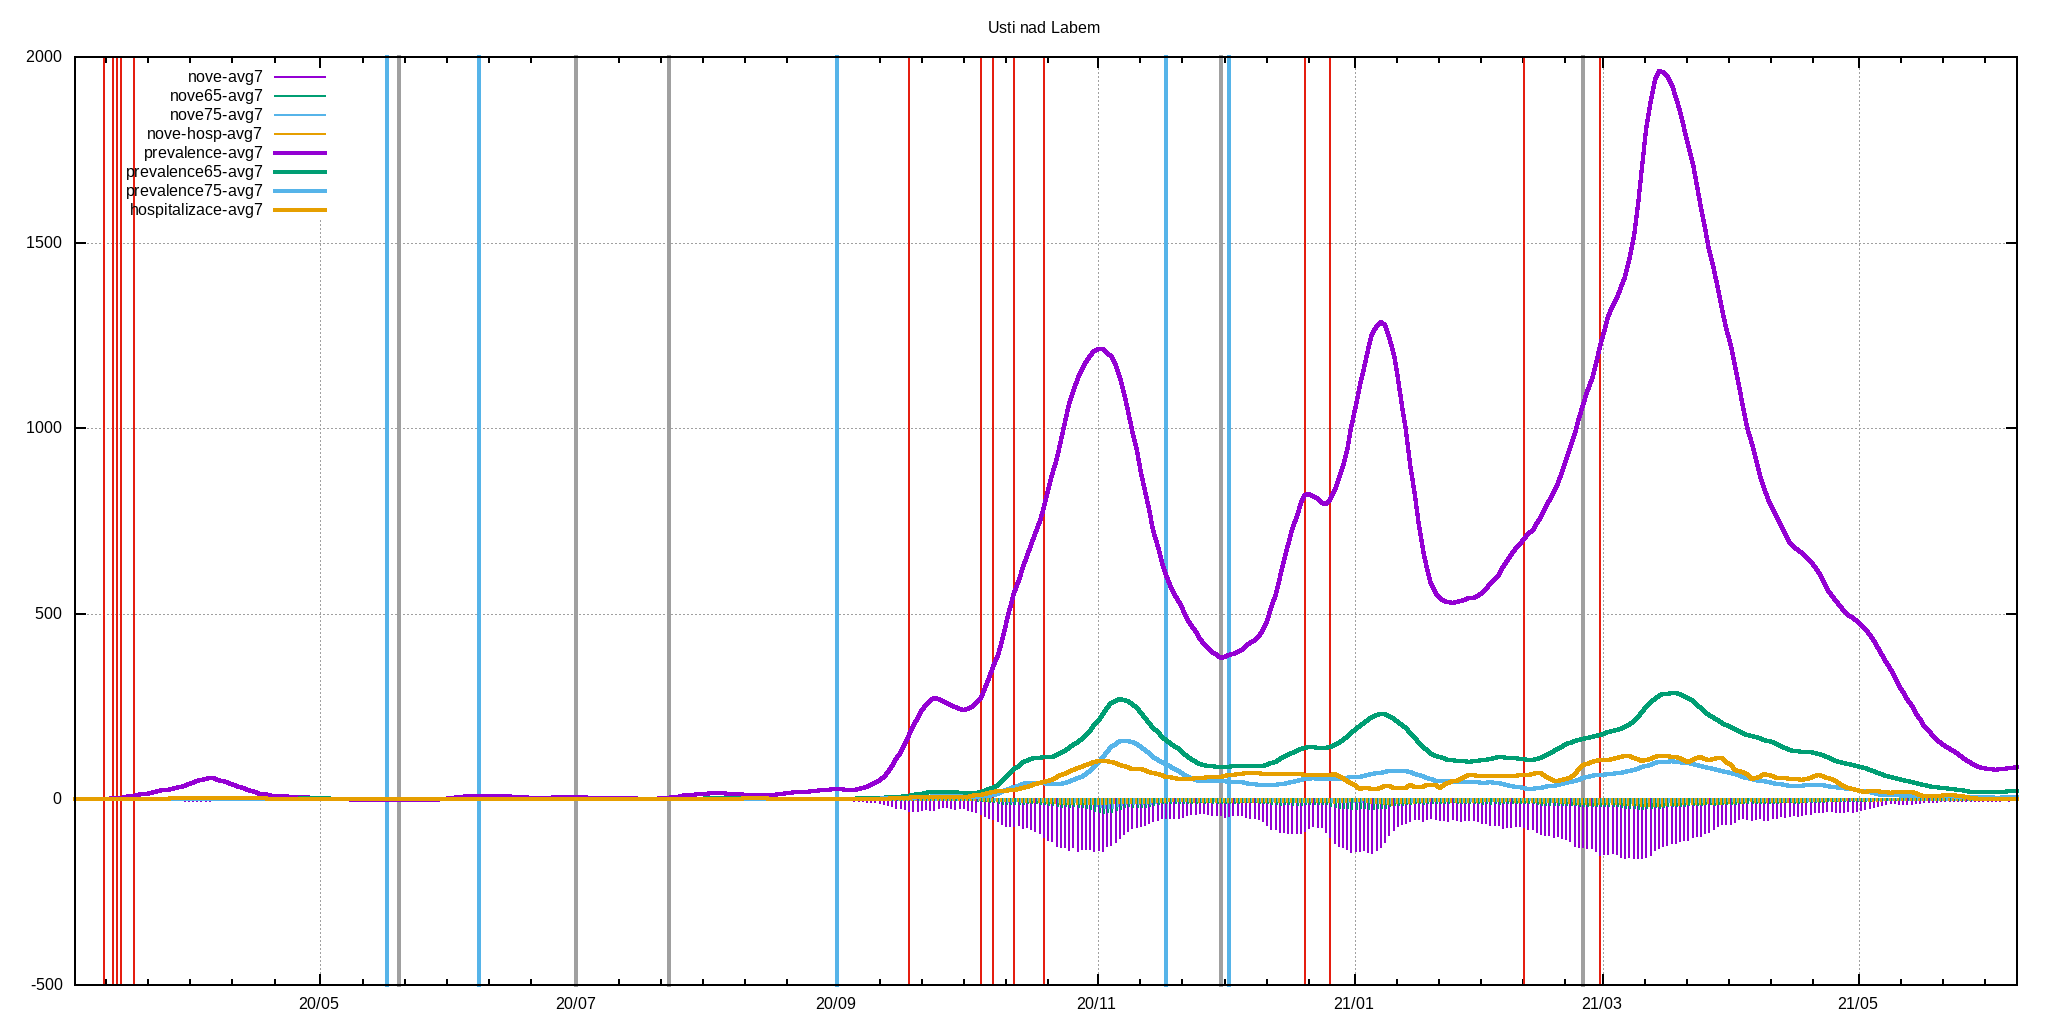 Usti nad Labem
2000
1500
1000
500
0
-500
nove-avg7
nove65-avg7
nove75-avg7
nove-hosp-avg7
prevalence-avg7
prevalence65-avg7
prevalence75-avg7
hospitalizace-avg7
20/05
20/07
20/09
20/11
21/01
21/03
21/05